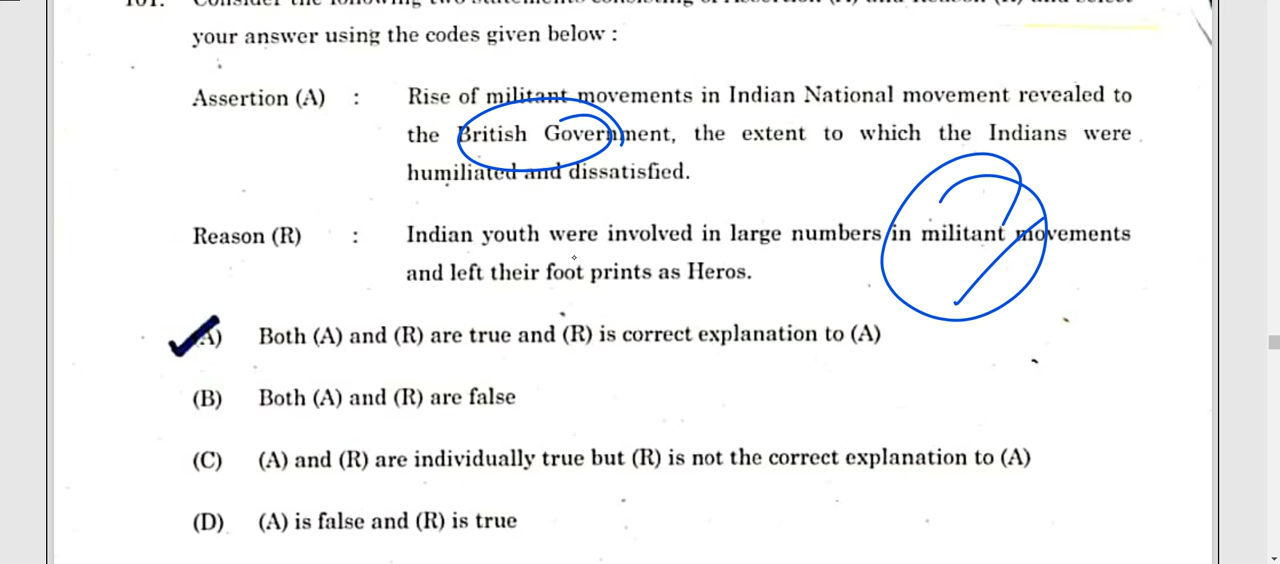 your answer using the codes given below :
Assertion (A) : Rise of militant movements in Indian National movement revealed to
the British Government, the extent to which the Indians were
humiliated and dissatisfied.
Reason (R) : Indian youth were involved in large numbers in militant movements
and left their foot prints as Heros.
A) Both (A) and (R) are true and (R) is correct explanation to (A)
(B) Both (A) and (R) are false
(C) (A) and (R) are individually true but (R) is not the correct explanation to (A)
(D) (A) is false and (R) is true